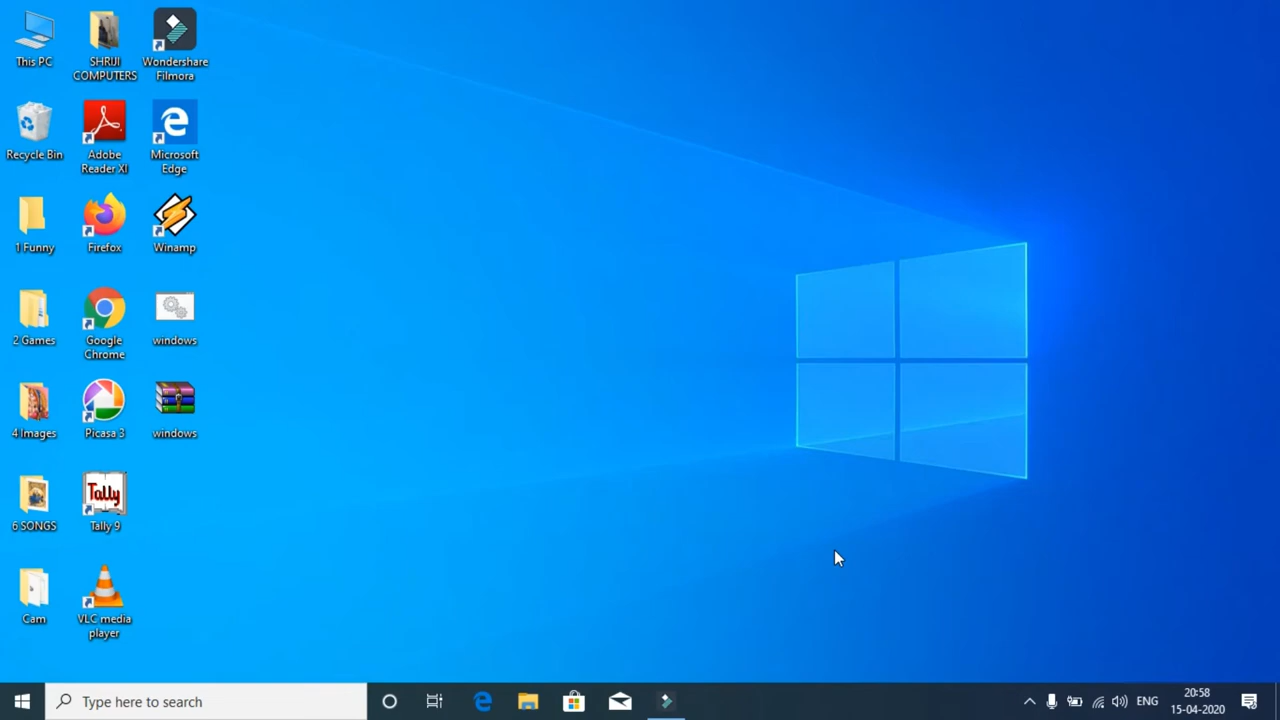 This PC
SHRIJI
COMPUTERS
Wondershare
Filmora
Recycle Bin
Adobe
Reader XI
Microsoft
Edge
1 Funny
Firefox
Winamp
2 Games
Google
Chrome
windows
4 Images
Picasa 3
windows
6 SONGS
Tally
Tally 9
Cam
VLC media
player
Type here to search
ENG
20:58
15-04-2020